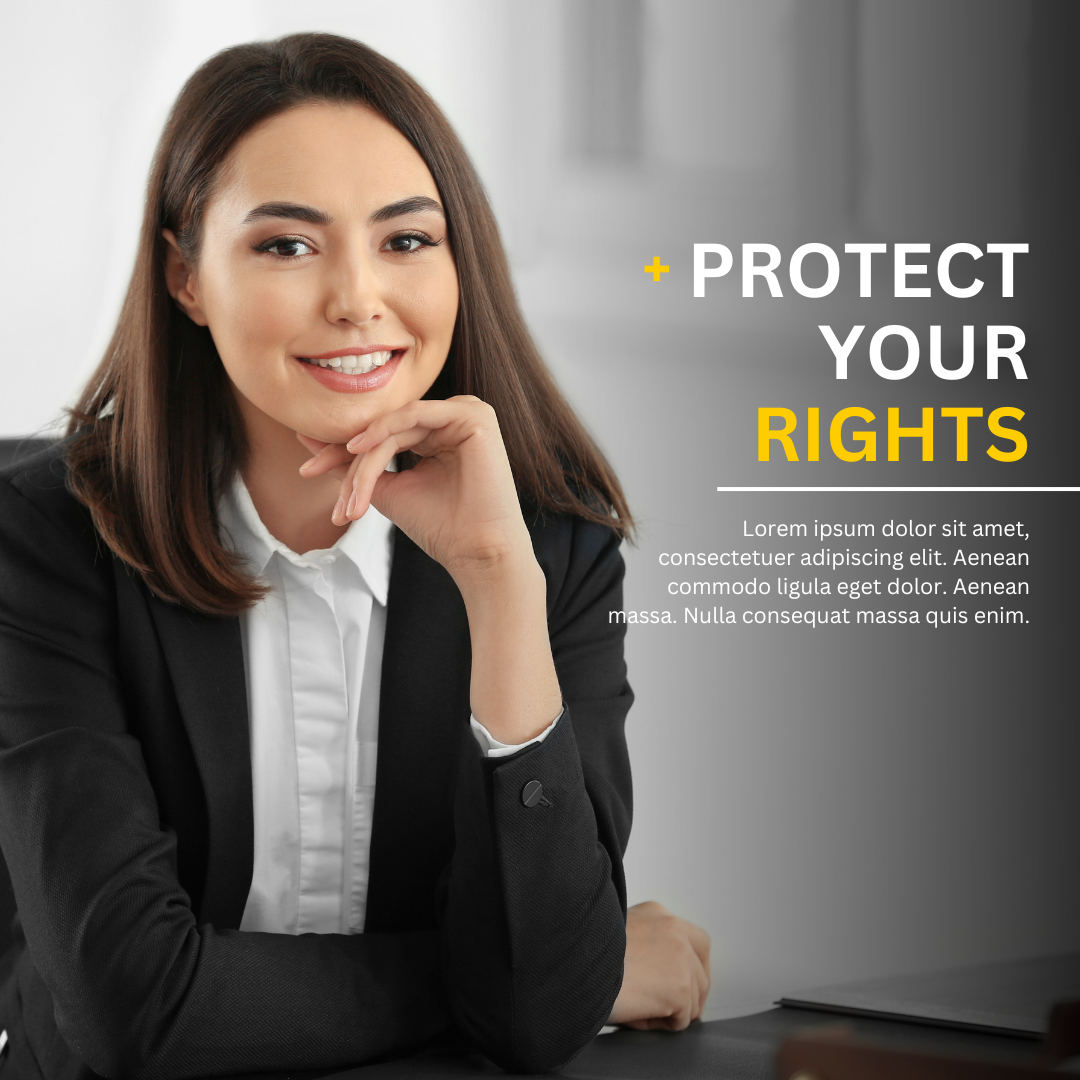 + PROTECT
YOUR
RIGHTS
Lorem ipsum dolor sit amet,
consectetuer adipiscing elit. Aenean
commodo ligula eget dolor. Aenean
massa. Nulla consequat massa quis enim.